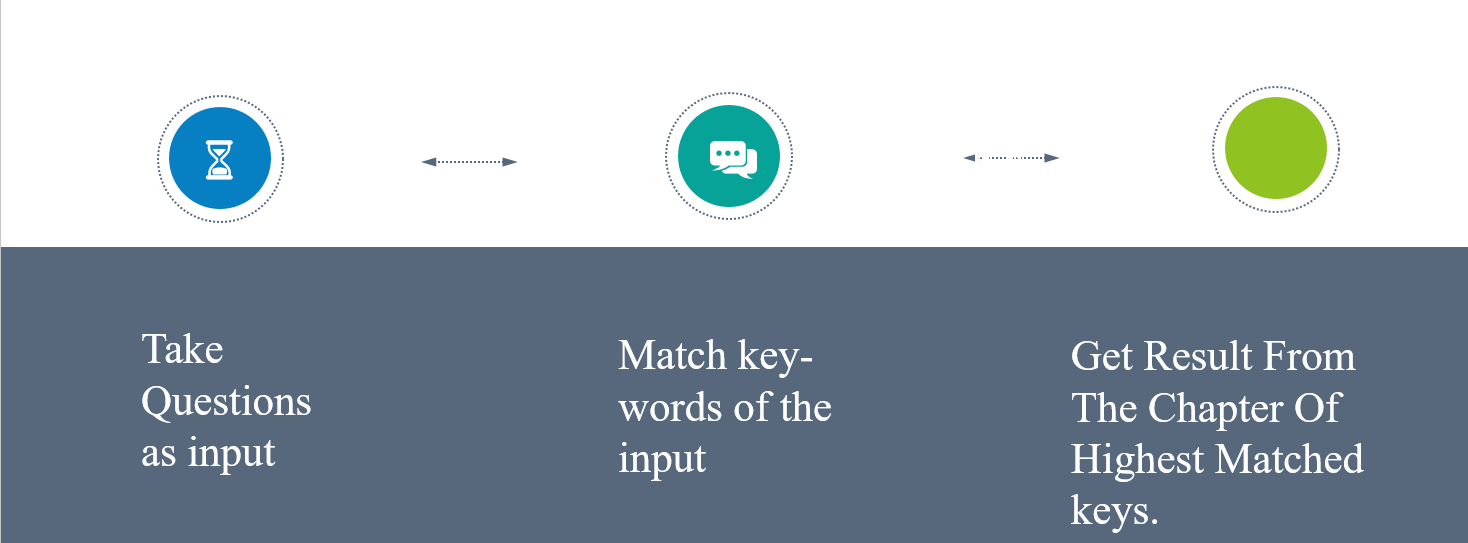 Take
Questions
as input
Match key-
words of the
input
Get Result From
The Chapter Of
Highest Matched
keys.